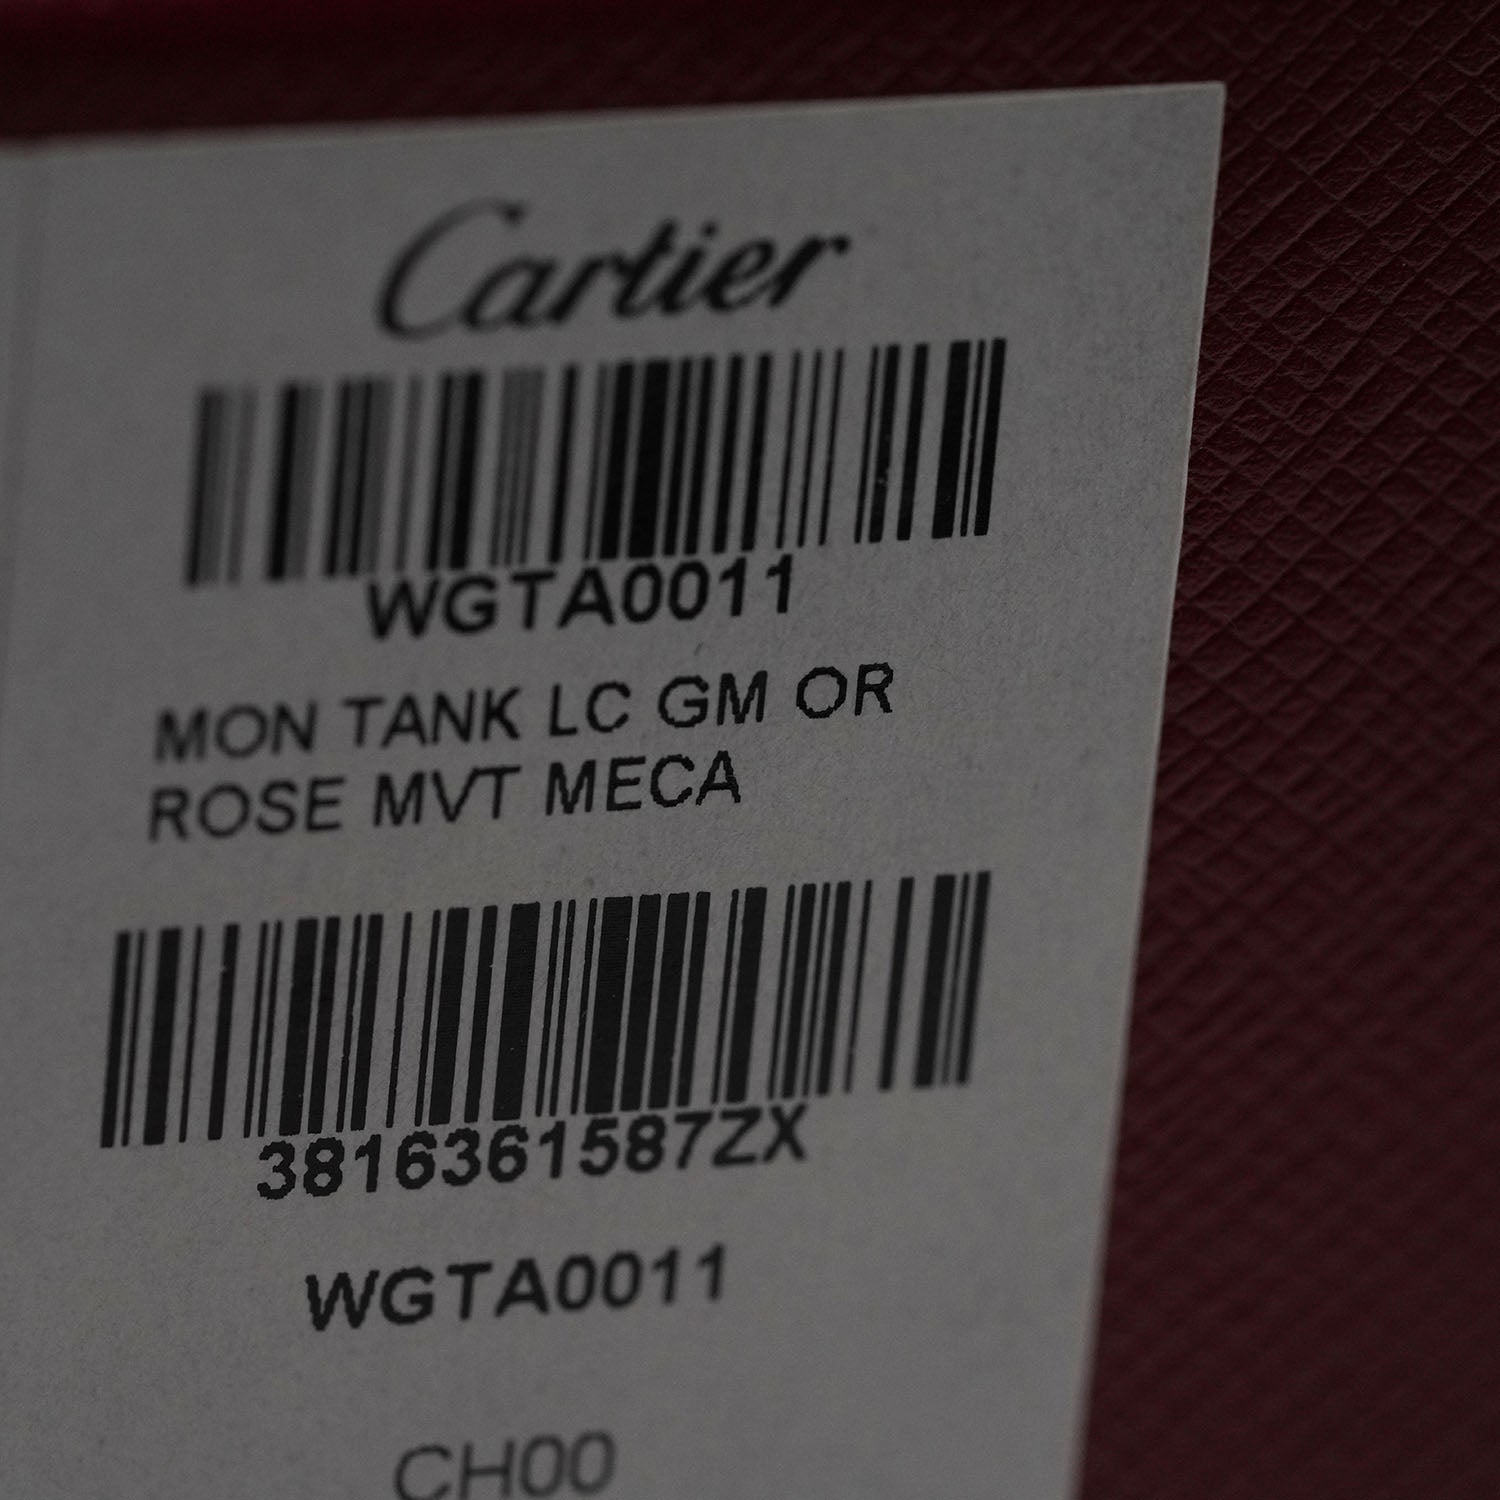 Cartier
WGTA0011
MON TANK LC GM OR
ROSE MVT MECA
3816361587ZX
WGTA0011
CH00